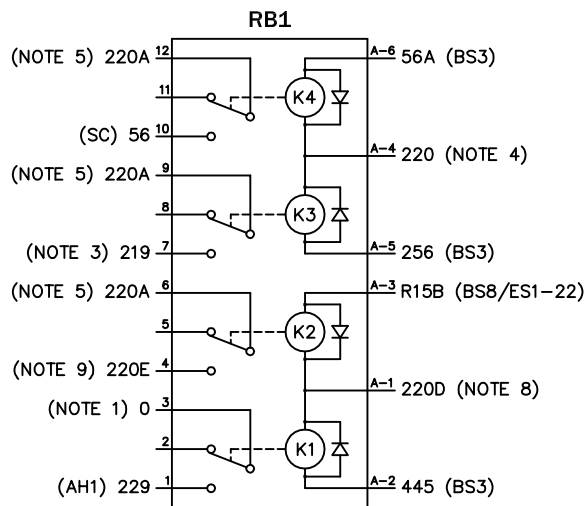 RB1
(NOTE 5) 220A 12 A-6 56A (BS3)
11 K4
(SC) 56 10 A-4 220 (NOTE 4)
(NOTE 5) 220A 9
8 K3
(NOTE 3) 219 7 A-5 256 (BS3)
(NOTE 5) 220A 6 A-3 R15B (BS8/ES1-22)
5 K2
(NOTE 9) 220E 4 A-1 220D (NOTE 8)
(NOTE 1) 0 3
2 K1
(AH1) 229 1 A-2 445 (BS3)